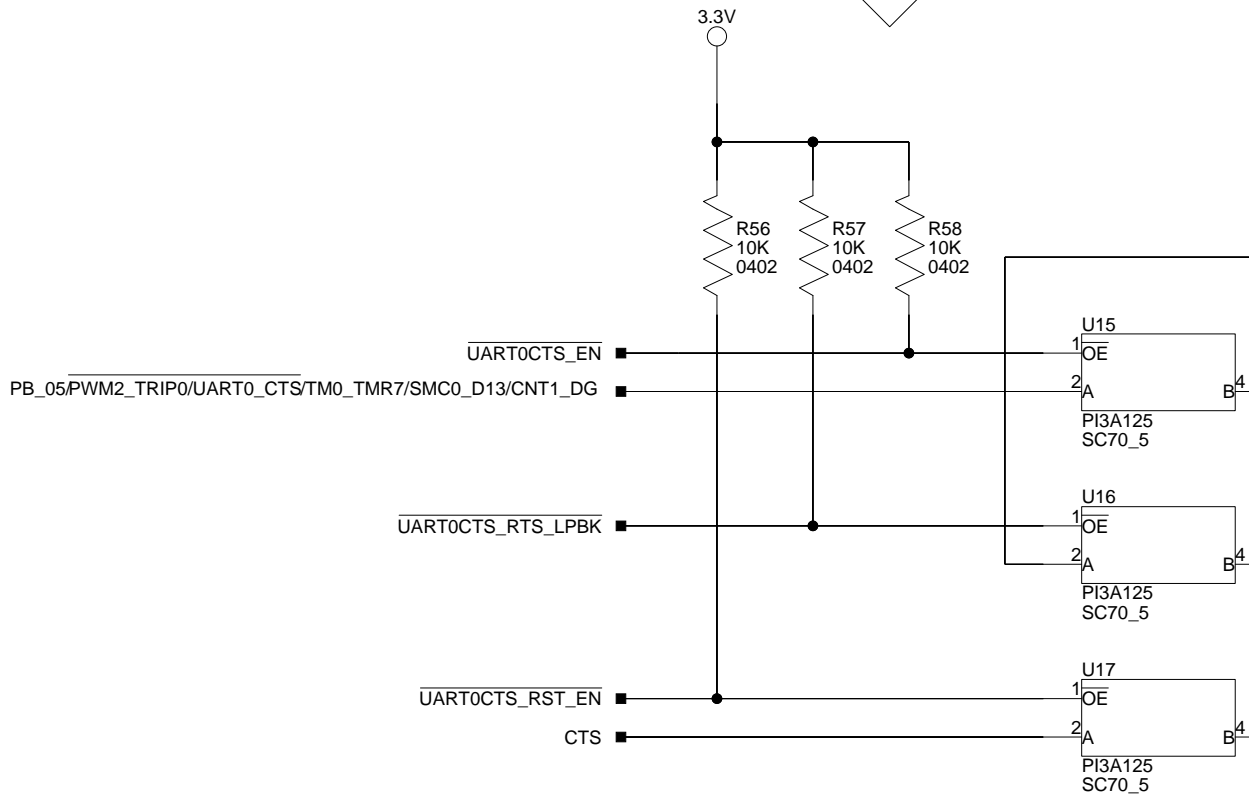 3.3V
R56
10K
0402
R57
10K
0402
R58
10K
0402
U15
UART0CTS_EN
1
OE
PB_05/PWM2_TRIP0/UART0_CTS/TM0_TMR7/SMC0_D13/CNT1_DG
2
A
B
4
PI3A125
SC70_5
U16
UART0CTS_RTS_LPBK
1
OE
2
A
B
4
PI3A125
SC70_5
U17
UART0CTS_RST_EN
1
OE
CTS
2
A
B
4
PI3A125
SC70_5